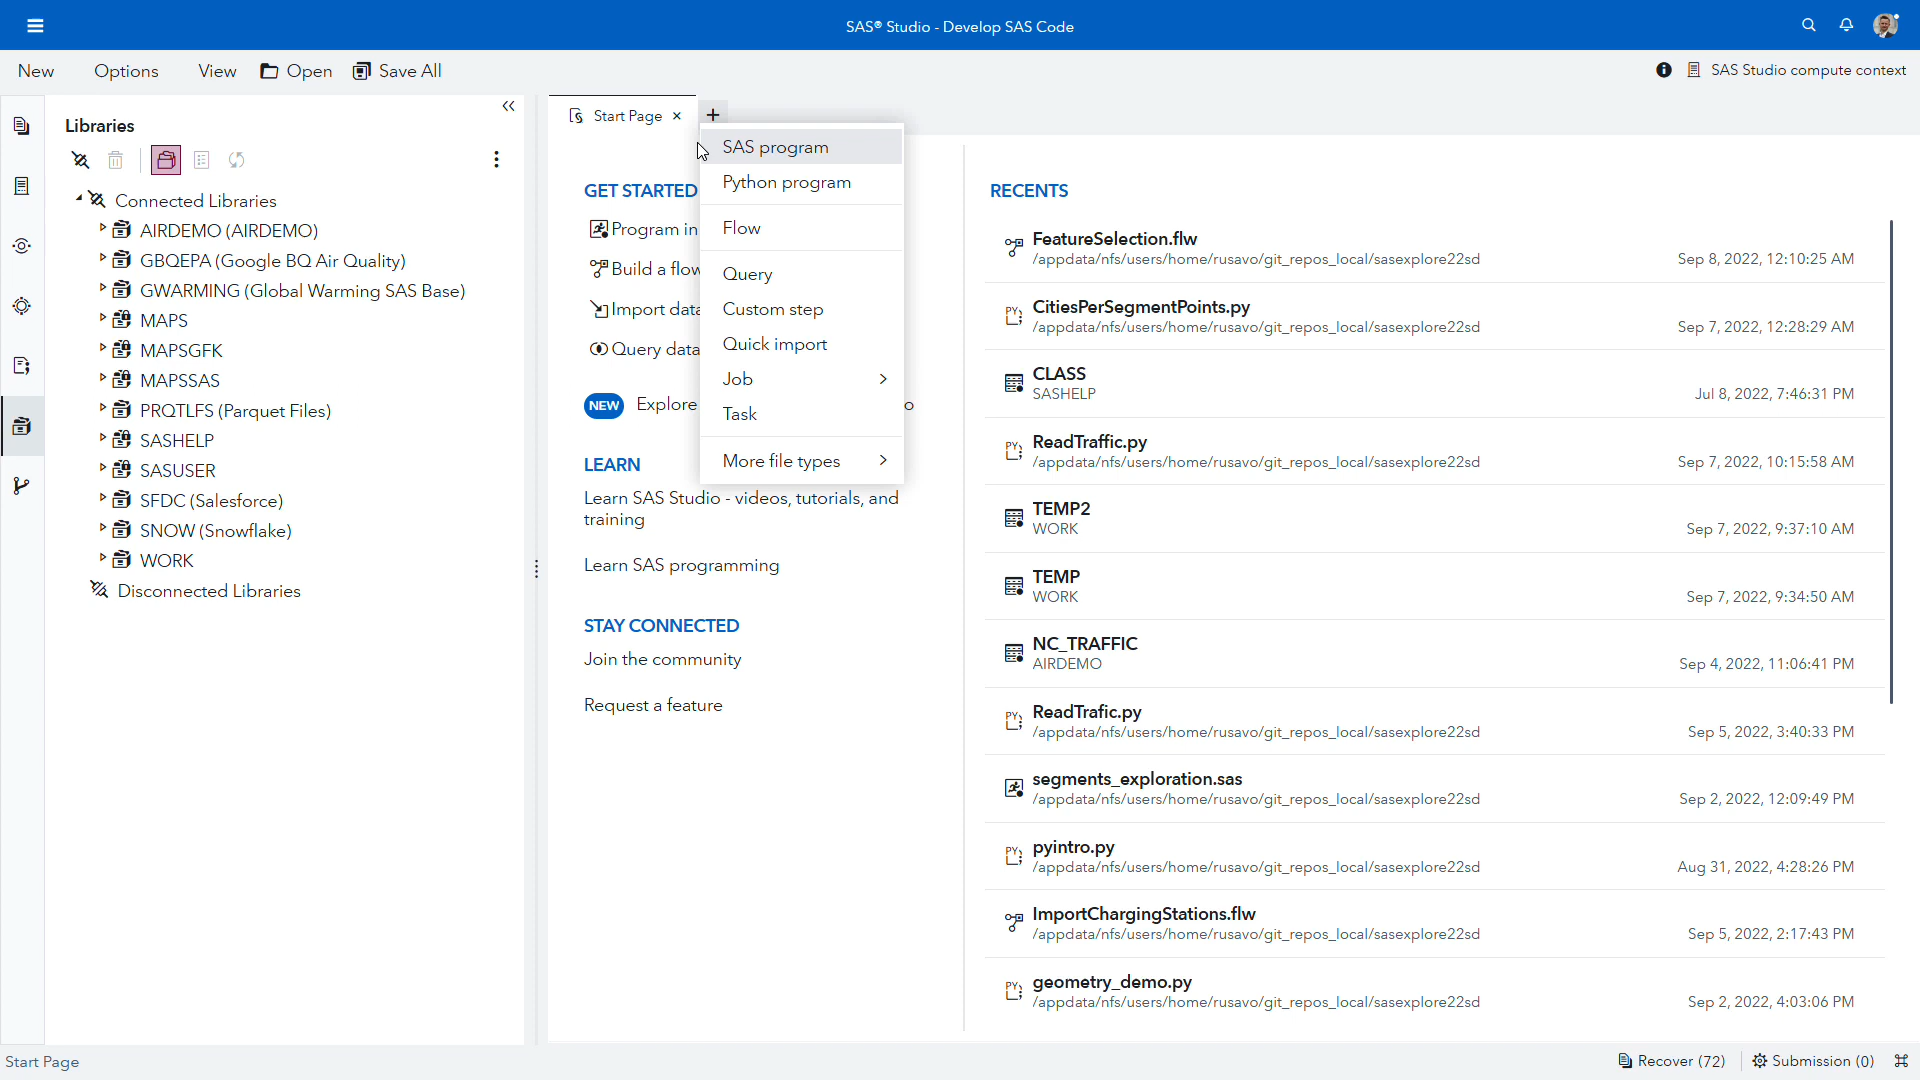 SAS® Studio - Develop SAS Code
New Options View Open Save All
SAS Studio compute context
Libraries
Connected Libraries
AIRDEMO (AIRDEMO)
GBQEPA (Google BQ Air Quality)
GWARMING (Global Warming SAS Base)
MAPS
MAPSGFK
MAPSSAS
PRQTLFS (Parquet Files)
SASHELP
SASUSER
SFDC (Salesforce)
SNOW (Snowflake)
WORK
Disconnected Libraries
Start Page
GET STARTED
Program in
Build a flow
Import data
Query data
NEW Explore
o
LEARN
Learn SAS Studio - videos, tutorials, and
training
Learn SAS programming
STAY CONNECTED
Join the community
Request a feature
SAS program
Python program
Flow
Query
Custom step
Quick import
Job
Task
More file types
RECENTS
FeatureSelection.flw
/appdata/nfs/users/home/rusavo/git_repos_local/sasexplore22sd Sep 8, 2022, 12:10:25 AM
CitiesPerSegmentPoints.py
/appdata/nfs/users/home/rusavo/git_repos_local/sasexplore22sd Sep 7, 2022, 12:28:29 AM
CLASS
SASHELP Jul 8, 2022, 7:46:31 PM
ReadTraffic.py
/appdata/nfs/users/home/rusavo/git_repos_local/sasexplore22sd Sep 7, 2022, 10:15:58 AM
TEMP2
WORK Sep 7, 2022, 9:37:10 AM
TEMP
WORK Sep 7, 2022, 9:34:50 AM
NC_TRAFFIC
AIRDEMO Sep 4, 2022, 11:06:41 PM
ReadTrafic.py
/appdata/nfs/users/home/rusavo/git_repos_local/sasexplore22sd Sep 5, 2022, 3:40:33 PM
segments_exploration.sas
/appdata/nfs/users/home/rusavo/git_repos_local/sasexplore22sd Sep 2, 2022, 12:09:49 PM
pyintro.py
/appdata/nfs/users/home/rusavo/git_repos_local/sasexplore22sd Aug 31, 2022, 4:28:26 PM
ImportChargingStations.flw
/appdata/nfs/users/home/rusavo/git_repos_local/sasexplore22sd Sep 5, 2022, 2:17:43 PM
geometry_demo.py
/appdata/nfs/users/home/rusavo/git_repos_local/sasexplore22sd Sep 2, 2022, 4:03:06 PM
Start Page
Recover (72) Submission (0)